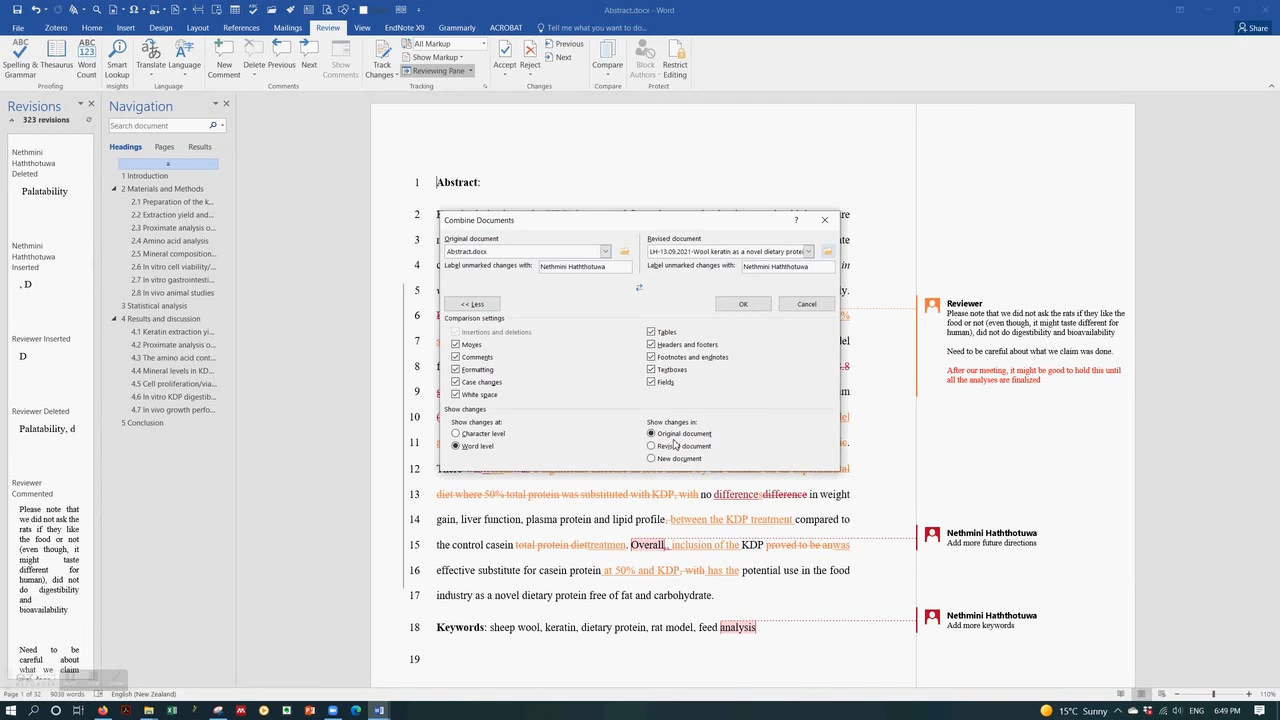 Abstract.docx - Word
File Zotero Home Insert Design Layout References Mailings Review View EndNote X9 Grammarly ACROBAT Tell me what you want to do... Share
Spelling & Grammar
Thesaurus
Word Count
Proofing
Smart Lookup
Insights
Translate
Language
Language
New Comment
Delete
Previous
Next
Show Comments
Comments
Track Changes
All Markup
Show Markup
Reviewing Pane
Tracking
Accept
Reject
Previous
Next
Changes
Compare
Compare
Block Authors
Restrict Editing
Protect
Revisions
323 revisions
Nethmini
Haththotuwa
Deleted
Palatability
Nethmini
Haththotuwa
Inserted
, D
Reviewer Inserted
D
Reviewer Deleted
Palatability, d
Reviewer
Commented
Please note that
we did not ask the
rats if they like
the food or not
(even though, it
might taste
different for
human), did not
do digestibility
and
bioavailability
Need to be
careful about
what we claim
Navigation
Search document
Headings Pages Results
1 Introduction
2 Materials and Methods
2.1 Preparation of the k...
2.2 Extraction yield and...
2.3 Proximate analysis o...
2.4 Amino acid analysis
2.6 In vitro cell viability/...
2.7 In vitro gastrointesti...
2.8 In vivo animal studies
3 Statistical analysis
4 Results and discussion
4.1 Keratin extraction yi...
4.2 Proximate analysis o...
4.3 The amino acid cont...
4.4 Mineral levels in KD...
4.5 Cell proliferation/via...
4.6 In vitro KDP digestib...
4.7 In vivo growth perfo...
5 Conclusion
1 Abstract:
2
3
4
5
6
7
8
9
10
11
12
Combine Documents
?
Original document
Abstract.docx
Label unmarked changes with: Nethmini Haththotuwa
Revised document
LH-13.09.2021-Wool keratin as a novel dietary protei
Label unmarked changes with: Nethmini Haththotuwa
<< Less
OK
Cancel
Comparison settings
Insertions and deletions
Moves
Comments
Formatting
Case changes
White space
Tables
Headers and footers
Footnotes and endnotes
Textboxes
Fields
Show changes
Show changes at:
Character level
Word level
Show changes in:
Original document
Revised document
New document
13 diet where 50% total protein was substituted with KDP, with no differencesdifference in weight
14 gain, liver function, plasma protein and lipid profile. between the KDP treatment compared to
15 the control casein total protein diettreatmen. Overall,, inclusion of the KDP proved to be anwas
16 effective substitute for casein protein at 50% and KDP, with has the potential use in the food
17 industry as a novel dietary protein free of fat and carbohydrate.
18 Keywords: sheep wool, keratin, dietary protein, rat model, feed analysis
19
Reviewer
Please note that we did not ask the rats if they like the
food or not (even though, it might taste different for
human), did not do digestibility and bioavailability
Need to be careful about what we claim was done.
After our meeting, it might be good to hold this until
all the analyses are finalized
Nethmini Haththotuwa
Add more future directions
Nethmini Haththotuwa
Add more keywords
Page 1 of 32 9038 words English (New Zealand) 110%
15°C Sunny ENG 6:49 PM